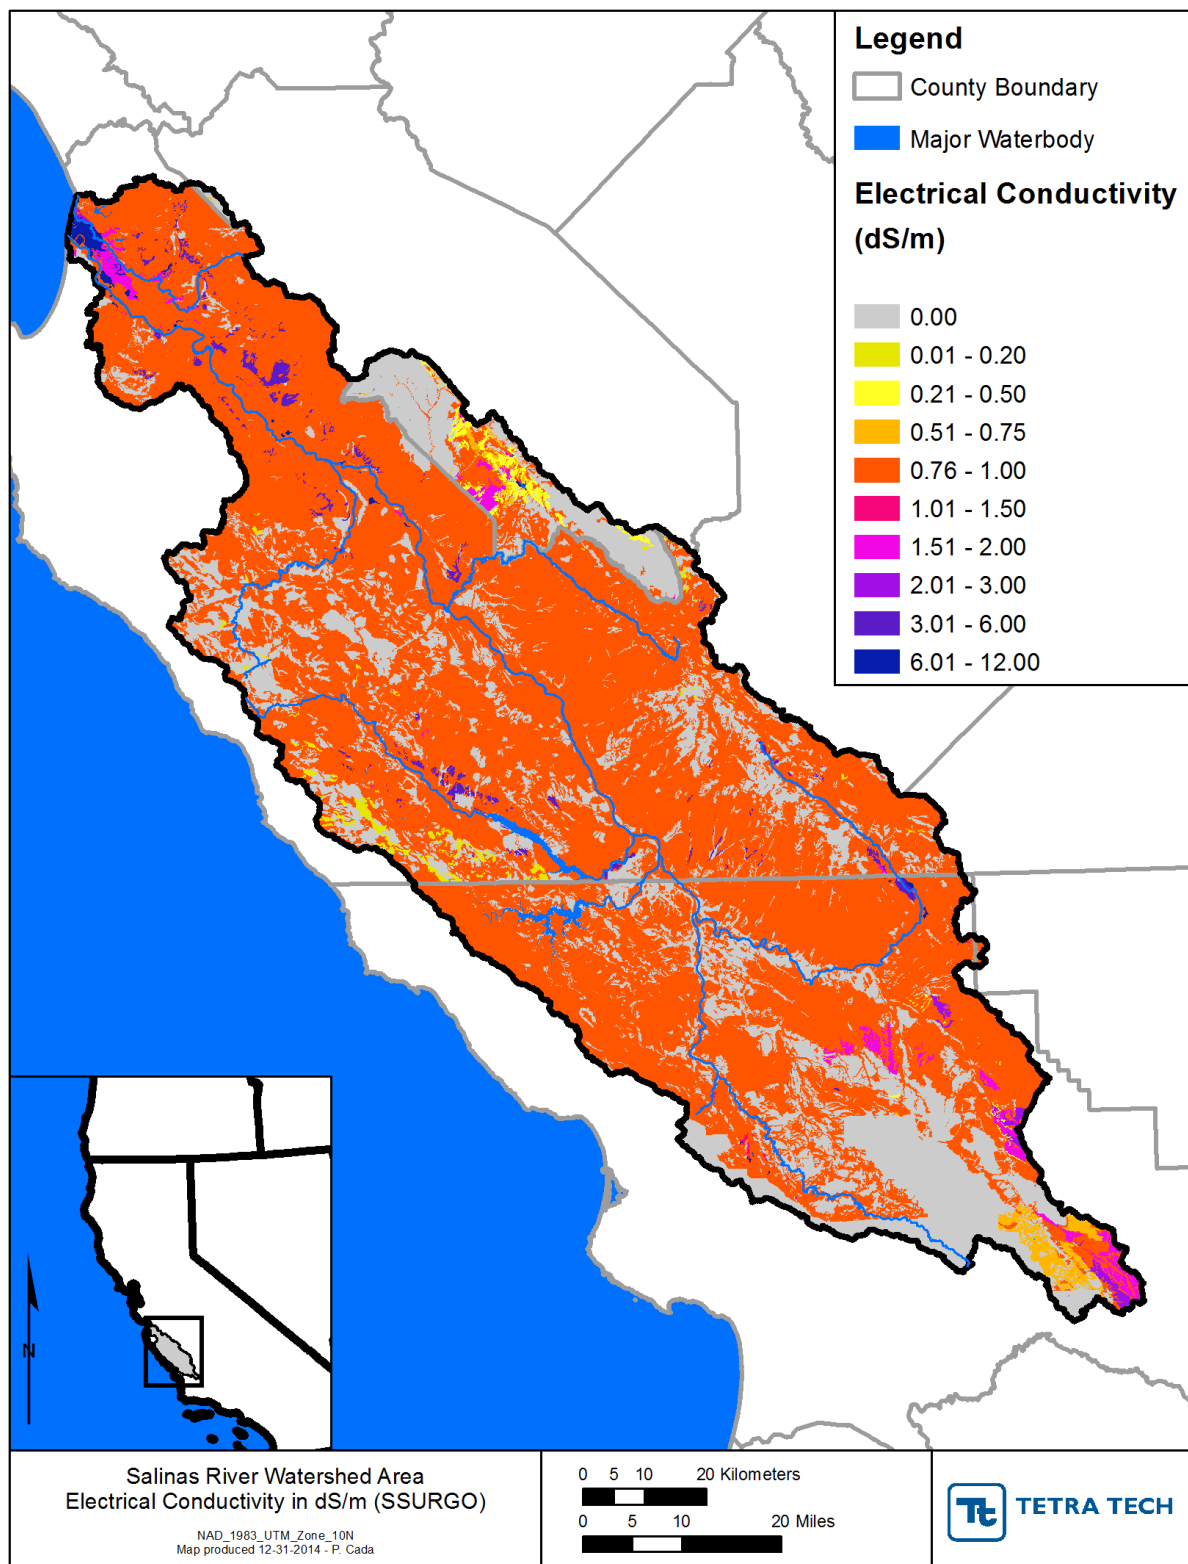 Legend
County Boundary
Major Waterbody
Electrical Conductivity
(dS/m)
0.00
0.01 - 0.20
0.21 - 0.50
0.51 - 0.75
0.76 - 1.00
1.01 - 1.50
1.51 - 2.00
2.01 - 3.00
3.01 - 6.00
6.01 - 12.00
N
Salinas River Watershed Area
Electrical Conductivity in dS/m (SSURGO)
NAD_1983_UTM_Zone_10N
Map produced 12-31-2014 - P. Cada
0 5 10 20 Kilometers
0 5 10 20 Miles
Tt TETRA TECH